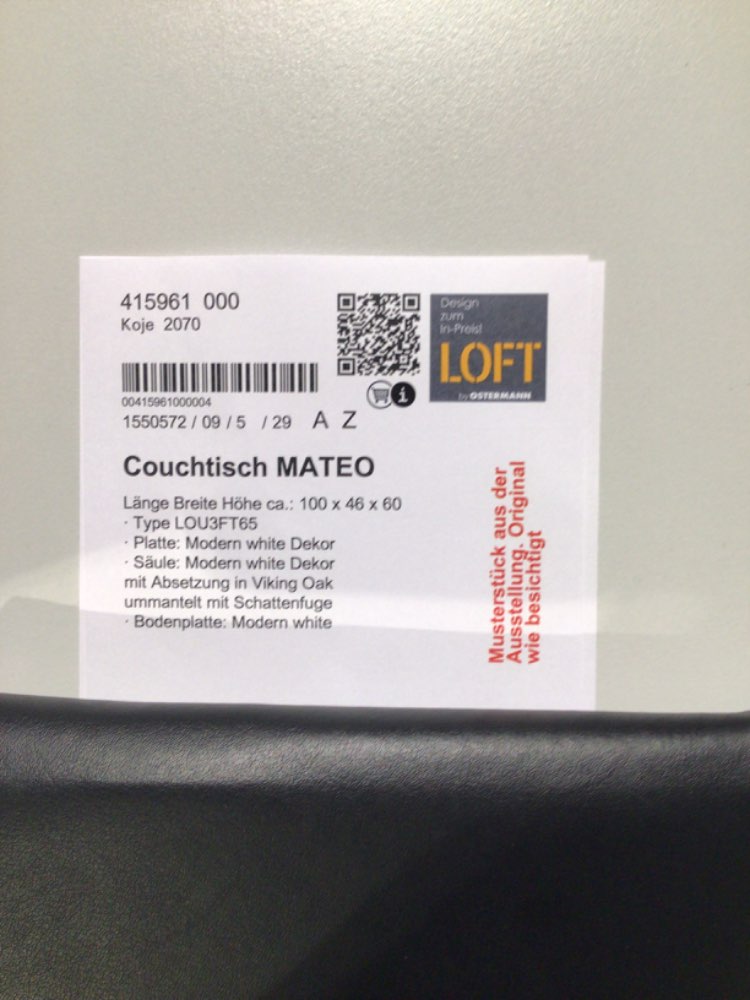 415961 000
Koje 2070
00415961000004
1550572 / 09 / 5 / 29 A Z
Design
zum
In-Preis!
LOFT
by OSTERMANN
Couchtisch MATEO
Länge Breite Höhe ca.: 100 x 46 x 60
· Type LOU3FT65
· Platte: Modern white Dekor
· Säule: Modern white Dekor
mit Absetzung in Viking Oak
ummantelt mit Schattenfuge
· Bodenplatte: Modern white
Musterstück aus der
Ausstellung. Original
wie besichtigt